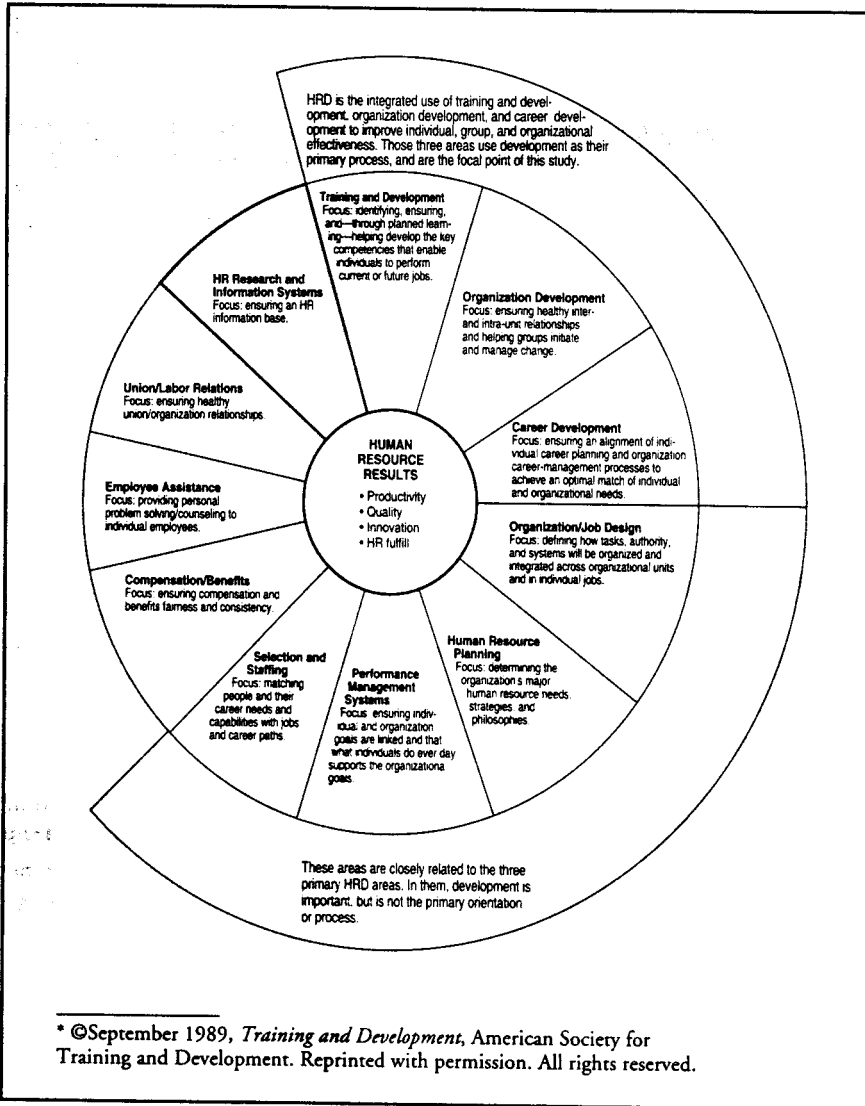 HRD is the integrated use of training and devel-
opment, organization development, and career devel-
opment to improve individual, group, and organizational
effectiveness. Those three areas use development as their
primary process, and are the focal point of this study.
Training and Development
Focus: identifying, ensuring,
and—through planned learn-
ing—helping develop the key
competencies that enable
individuals to perform
current or future jobs.
Organization Development
Focus: ensuring healthy inter-
and intra-unit relationships
and helping groups initiate
and manage change.
Career Development
Focus: ensuring an alignment of indi-
vidual career planning and organization
career-management processes to
achieve an optimal match of individual
and organizational needs.
Organization/Job Design
Focus: defining how tasks, authority,
and systems will be organized and
integrated across organizational units
and in individual jobs.
Human Resource
Planning
Focus: determining the
organization s major
human resource needs,
strategies, and
philosophies.
Performance
Management
Systems
Focus ensuring indiv-
idual and organization
goals are linked and that
what individuals do ever day
supports the organizationa
goals
Selection and
Staffing
Focus: matching
people and their
career needs and
capabilities with jobs
and career paths
Compensation/Benefits
Focus: ensuring compensation and
benefits fairness and consistency.
Employee Assistance
Focus: providing personal
problem solving/counseling to
individual employees.
Union/Labor Relations
Focus: ensuring healthy
union/organization relationships.
HR Research and
Information Systems
Focus: ensuring an HR
information base.
HUMAN
RESOURCE
RESULTS
• Productivity
• Quality
• Innovation
• HR fulfill
These areas are closely related to the three
primary HRD areas. In them, development is
important, but is not the primary orientation
or process.
* ©September 1989, Training and Development, American Society for
Training and Development. Reprinted with permission. All rights reserved.